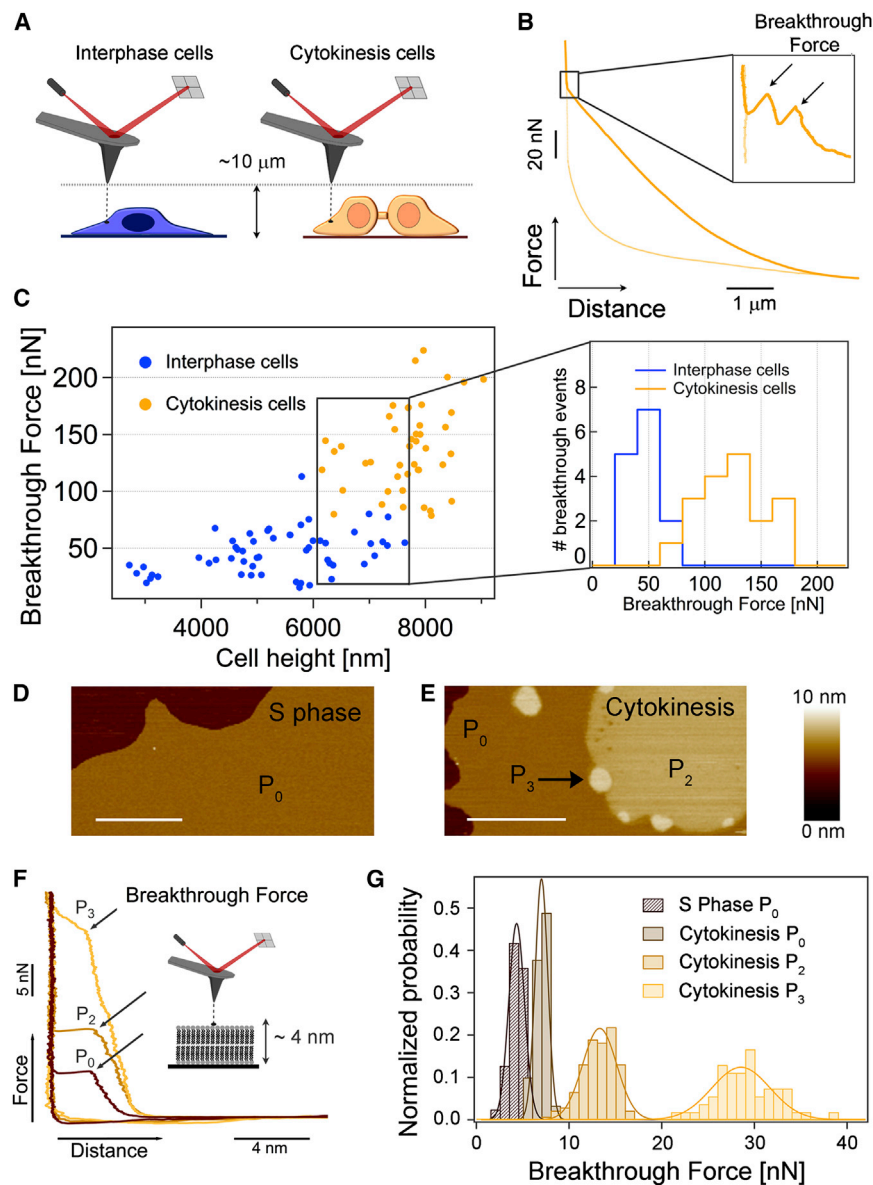 A
Interphase cells
Cytokinesis cells
~10 μm
B
Breakthrough
Force
20 nN
Force
Distance
1 μm
C
Breakthrough Force [nN]
200
150
100
50
Interphase cells
Cytokinesis cells
4000
6000
8000
Cell height [nm]
# breakthrough events
8
6
4
2
0
Interphase cells
Cytokinesis cells
0
50
100
150
200
Breakthrough Force [nN]
D
S phase
P0
E
Cytokinesis
P0
P3
P2
10 nm
0 nm
F
Breakthrough Force
P3
P2
P0
5 nN
Force
~ 4 nm
Distance
4 nm
G
Normalized probability
0.5
0.4
0.3
0.2
0.1
0.0
S Phase P0
Cytokinesis P0
Cytokinesis P2
Cytokinesis P3
0
10
20
30
40
Breakthrough Force [nN]